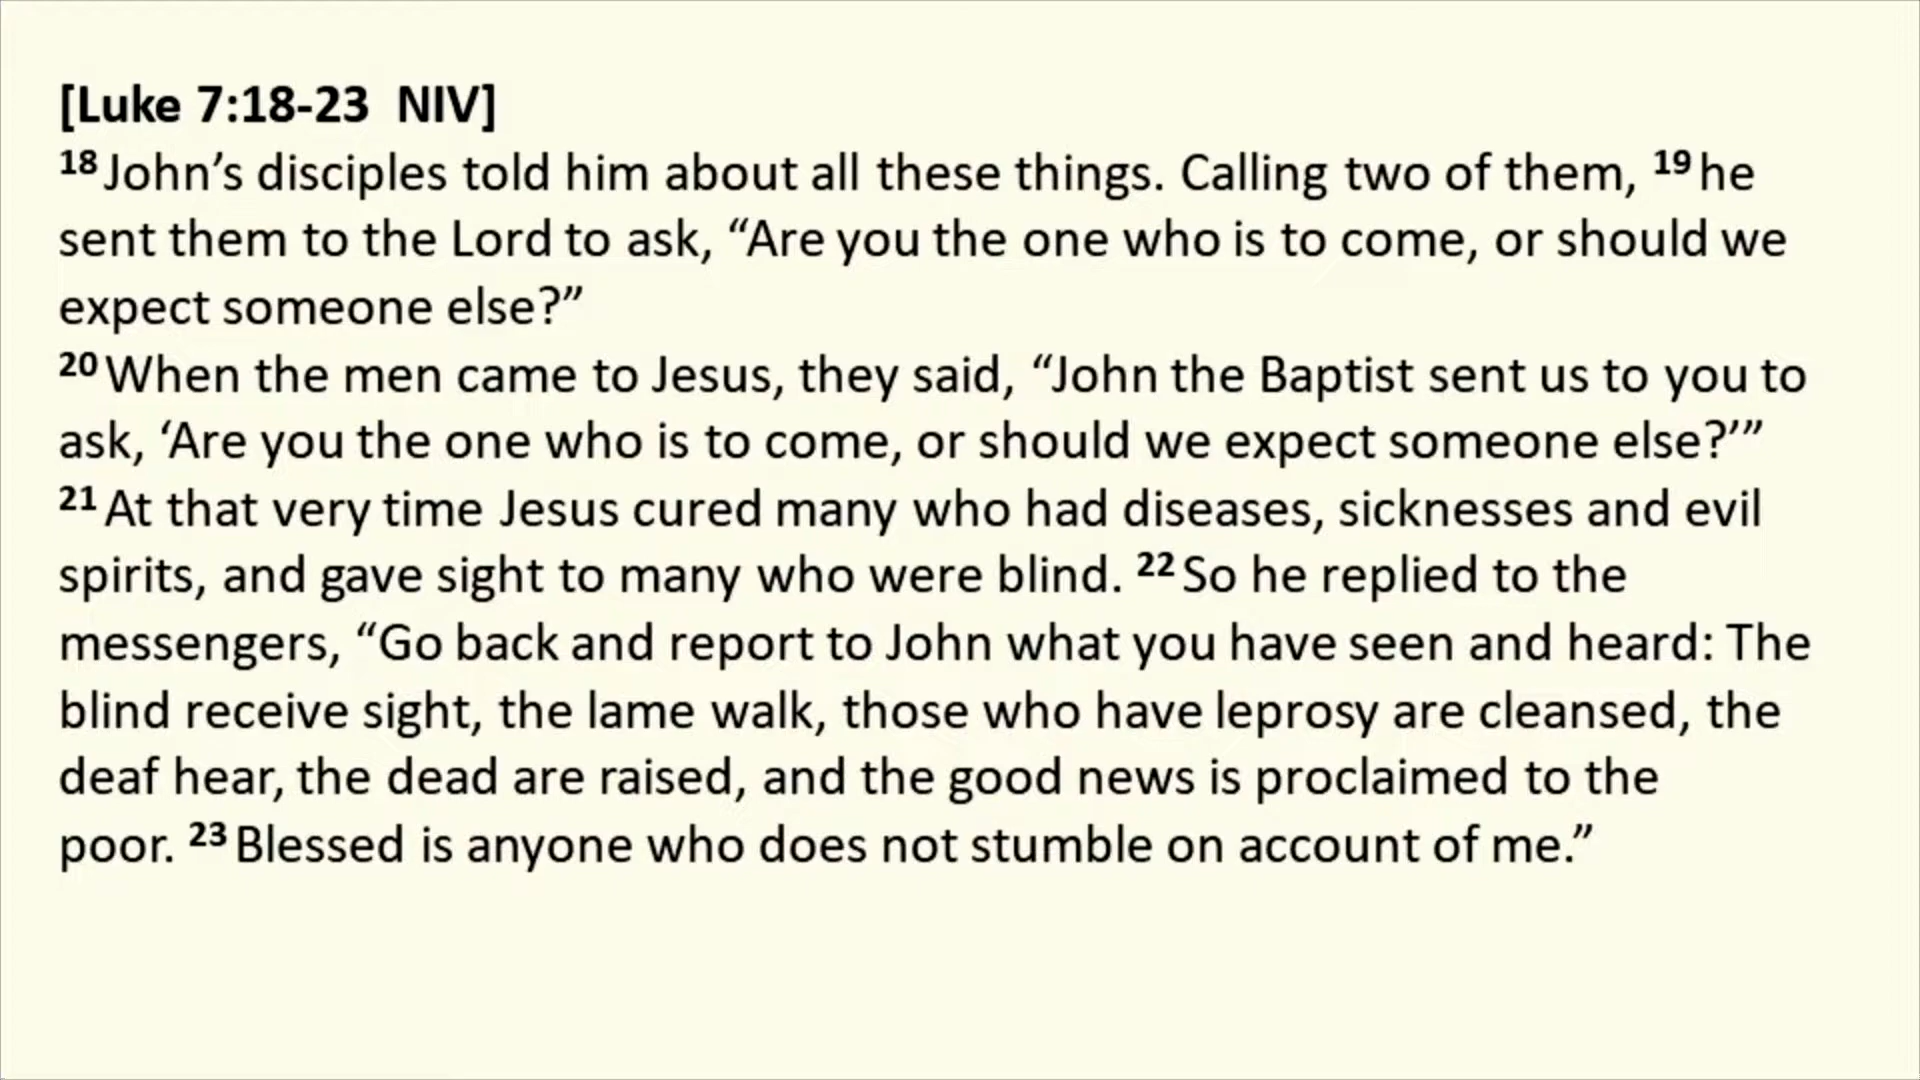 [Luke 7:18-23  NIV]
18 John’s disciples told him about all these things. Calling two of them, 19 he
sent them to the Lord to ask, “Are you the one who is to come, or should we
expect someone else?”
20 When the men came to Jesus, they said, “John the Baptist sent us to you to
ask, ‘Are you the one who is to come, or should we expect someone else?’”
21 At that very time Jesus cured many who had diseases, sicknesses and evil
spirits, and gave sight to many who were blind. 22 So he replied to the
messengers, “Go back and report to John what you have seen and heard: The
blind receive sight, the lame walk, those who have leprosy are cleansed, the
deaf hear, the dead are raised, and the good news is proclaimed to the
poor. 23 Blessed is anyone who does not stumble on account of me.”